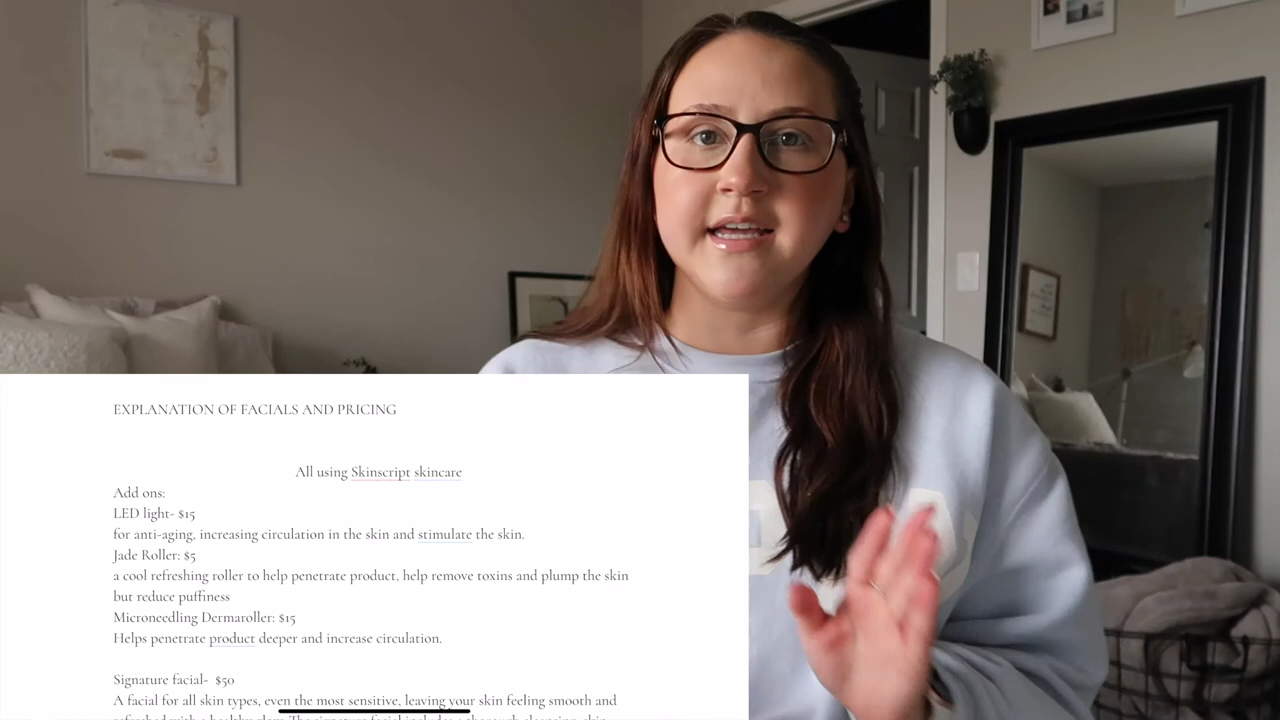 EXPLANATION OF FACIALS AND PRICING
All using Skinscript skincare
Add ons:
LED light- $15
for anti-aging, increasing circulation in the skin and stimulate the skin.
Jade Roller: $5
a cool refreshing roller to help penetrate product, help remove toxins and plump the skin
but reduce puffiness
Microneedling Dermaroller: $15
Helps penetrate product deeper and increase circulation.
Signature facial- $50
A facial for all skin types, even the most sensitive, leaving your skin feeling smooth and